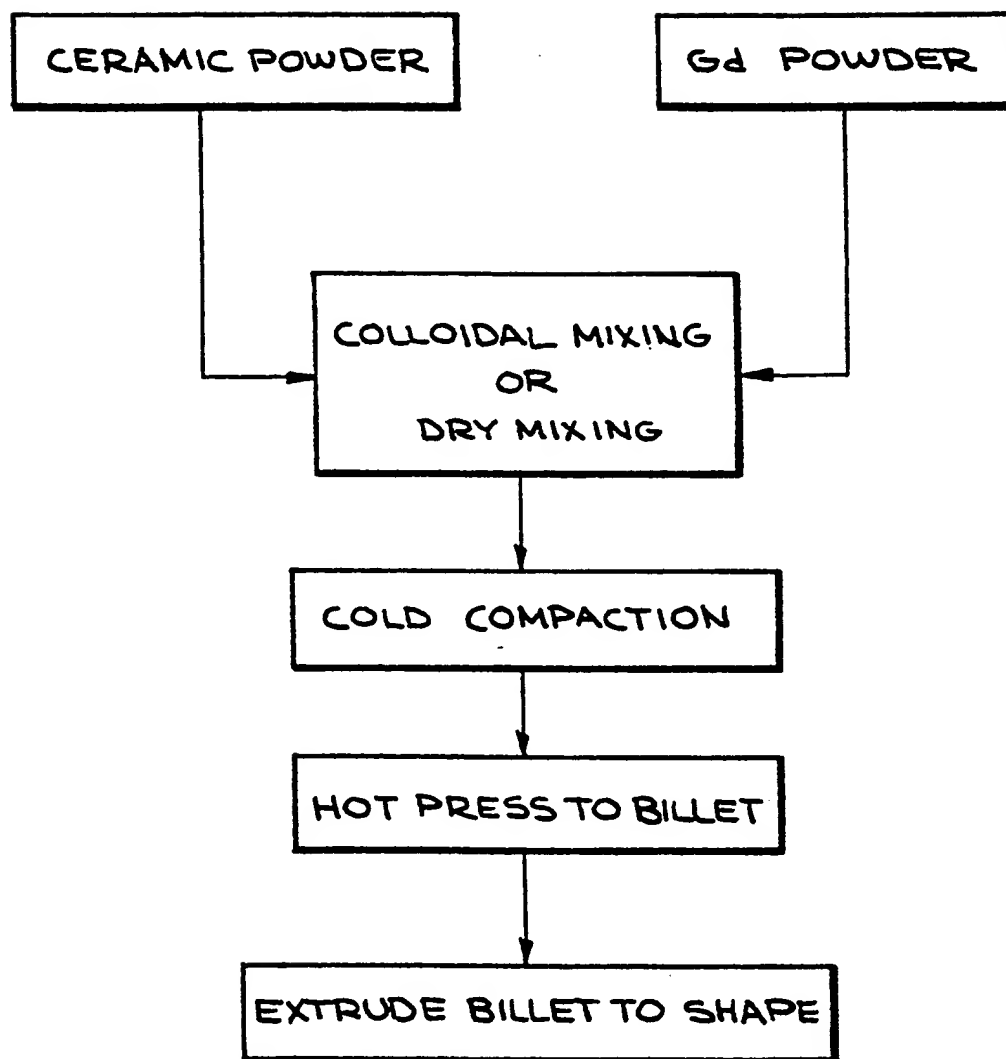 CERAMIC POWDER
Gd POWDER
COLLOIDAL MIXING
OR
DRY MIXING
COLD COMPACTION
HOT PRESS TO BILLET
EXTRUDE BILLET TO SHAPE